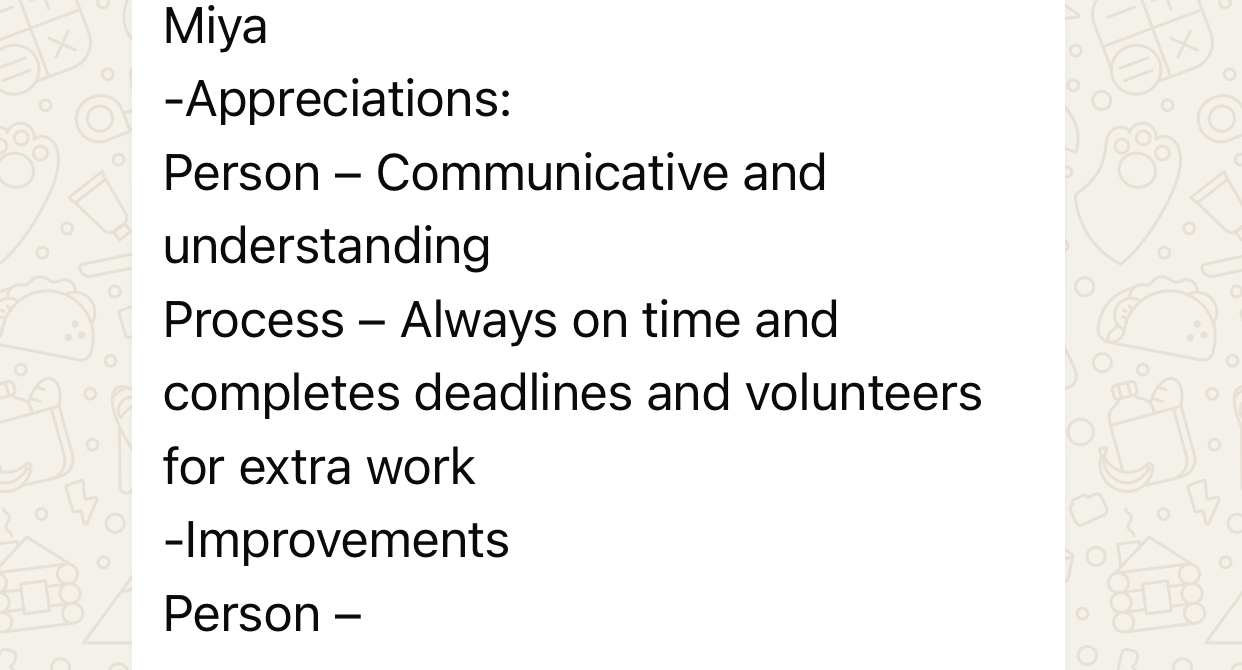 Miya
-Appreciations:
Person – Communicative and
understanding
Process – Always on time and
completes deadlines and volunteers
for extra work
-Improvements
Person –